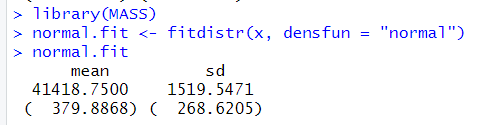 > library(MASS)
> normal.fit <- fitdistr(x, densfun = "normal")
> normal.fit
mean sd
41418.7500 1519.5471
( 379.8868) ( 268.6205)